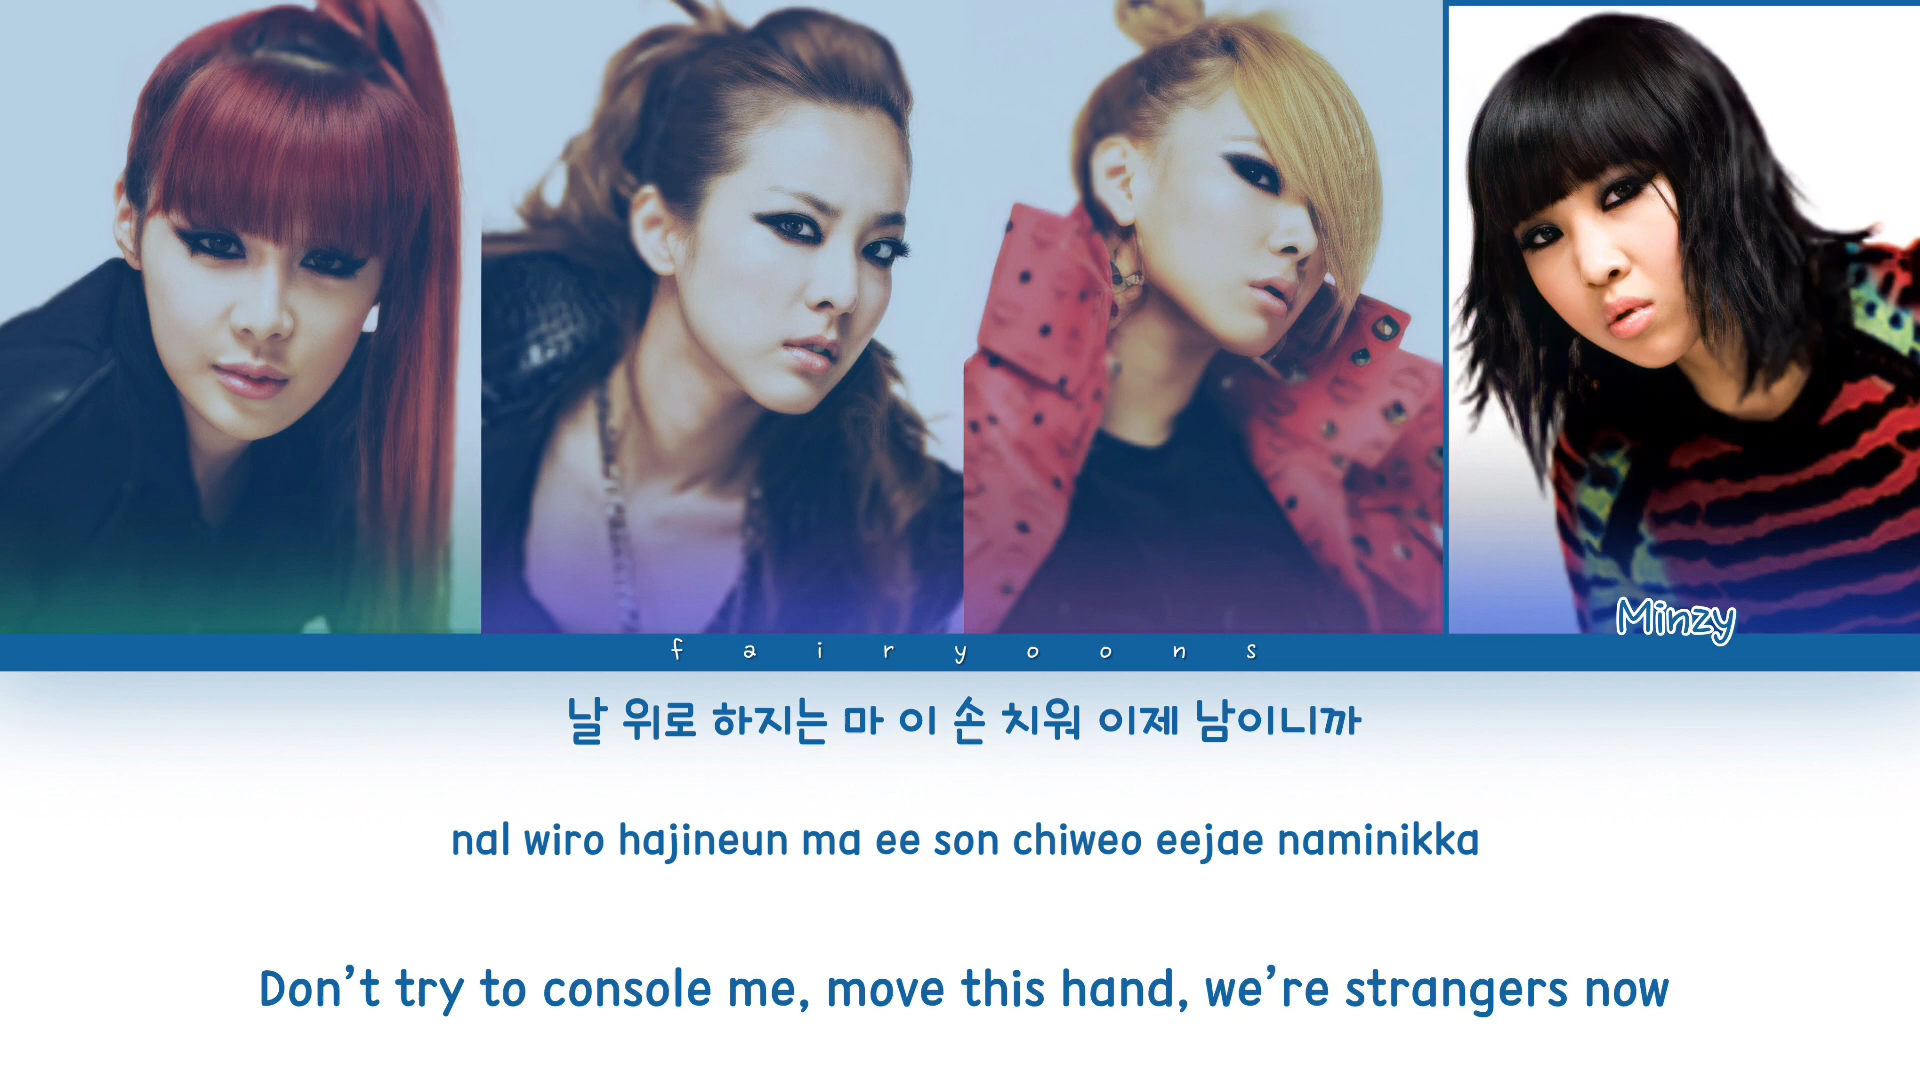 Minzy
fairyoons
날 위로 하지는 마 이 손 치워 이제 남이니까
nal wiro hajineun ma ee son chiweo eejae naminikka
Don’t try to console me, move this hand, we’re strangers now